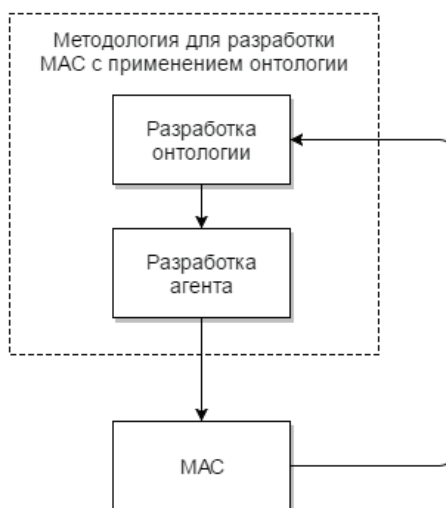 Методология для разработки
МАС с применением онтологии
Разработка
онтологии
Разработка
агента
МАС